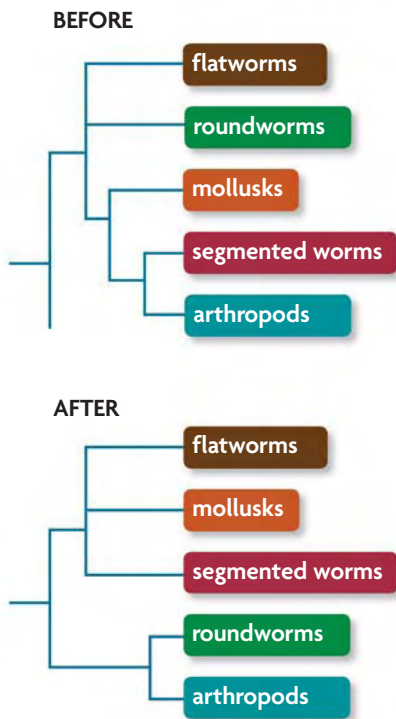 BEFORE
flatworms
roundworms
mollusks
segmented worms
arthropods
AFTER
flatworms
mollusks
segmented worms
roundworms
arthropods